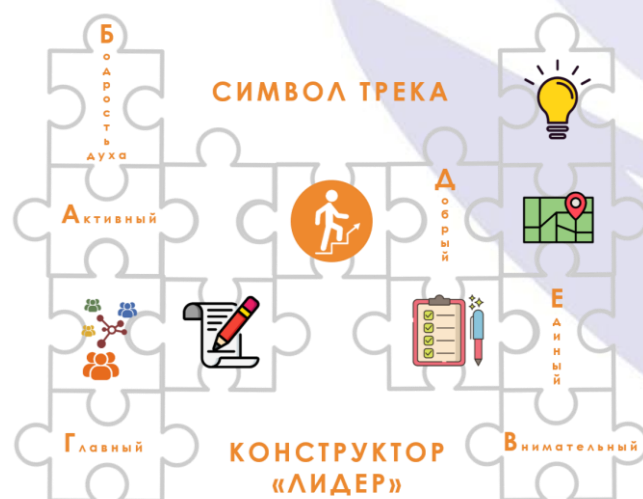 Бодрость
духа
СИМВОЛ ТРЕКА
Активный
Добрый
Единый
Главный
КОНСТРУКТОР
«ЛИДЕР»
Внимательный